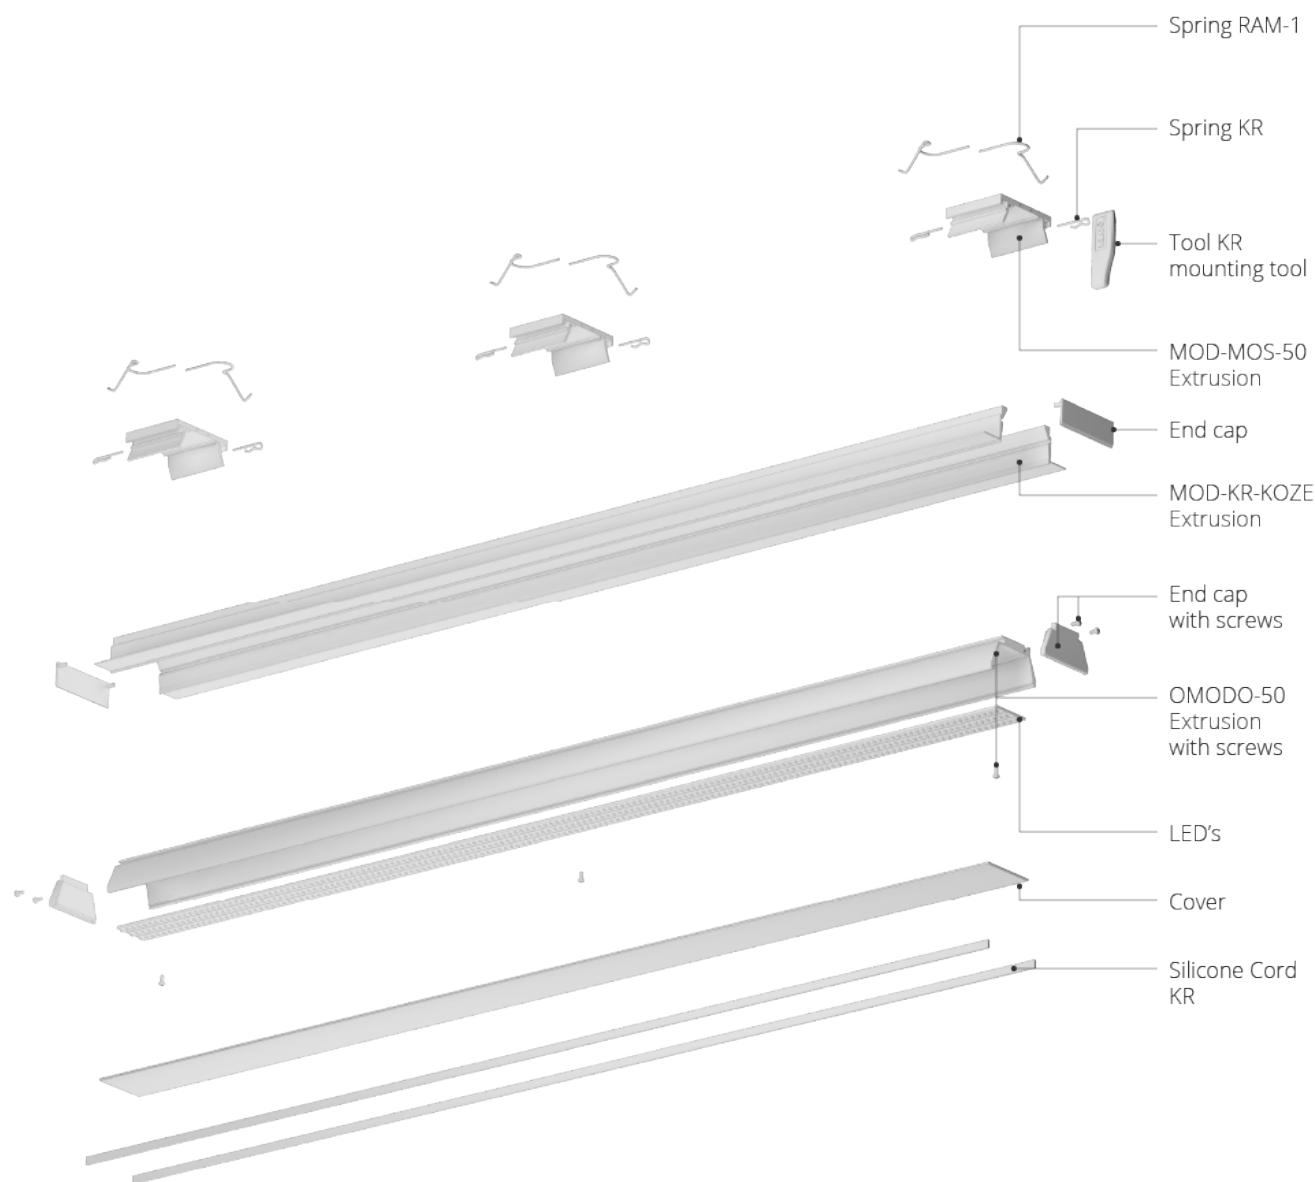 Spring RAM-1
Spring KR
Tool KR
mounting tool
MOD-MOS-50
Extrusion
End cap
MOD-KR-KOZE
Extrusion
End cap
with screws
OMODO-50
Extrusion
with screws
LED's
Cover
Silicone Cord
KR